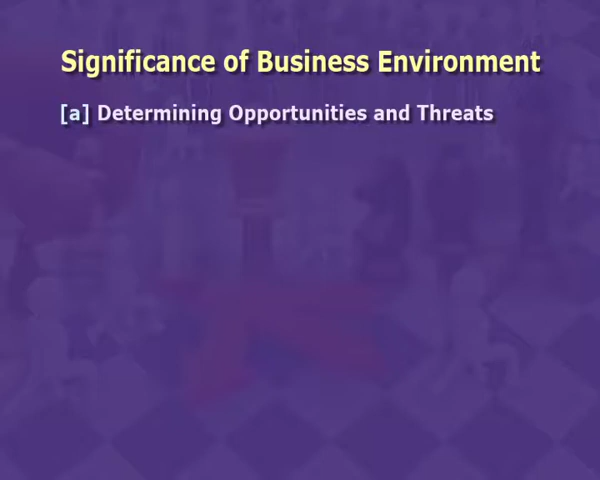 Significance of Business Environment
[a] Determining Opportunities and Threats